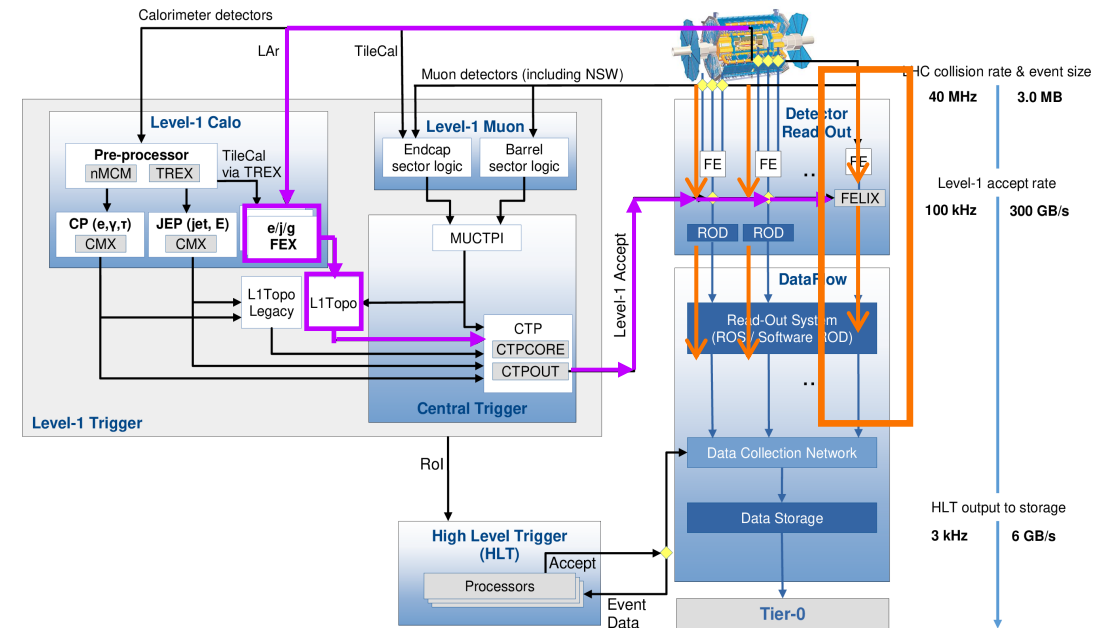 Calorimeter detectors
LAr
TileCal
Muon detectors (including NSW)
HC collision rate & event size
40 MHz
3.0 MB
Level-1 Calo
Pre-processor
nMCM
TREX
TileCal
via TREX
CP (e,γ,τ)
CMX
JEP (jet, E)
CMX
e/j/g
FEX
Level-1 Muon
Endcap
sector logic
Barrel
sector logic
MUCTPI
L1Topo
Legacy
L1Topo
CTP
CTPCORE
CTPOUT
Central Trigger
Level-1 Trigger
Level-1 Accept
Detector
Read-Out
FE
FE
..
FE
FELIX
ROD
ROD
Level-1 accept rate
100 kHz
300 GB/s
DataFlow
Read-Out System
(ROS / Software ROD)
..
Data Collection Network
Data Storage
Tier-0
RoI
High Level Trigger
(HLT)
Accept
Processors
Event
Data
HLT output to storage
3 kHz
6 GB/s